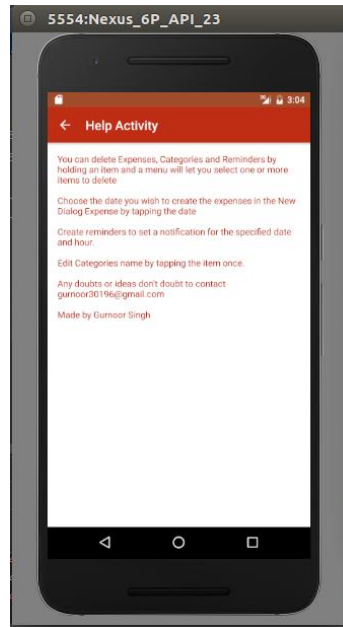 5554:Nexus_6P_API_23
3:04
Help Activity
You can delete Expenses, Categories and Reminders by
holding an item and a menu will let you select one or more
items to delete
Choose the date you wish to create the expenses in the New
Dialog Expense by tapping the date
Create reminders to set a notification for the specified date
and hour.
Edit Categories name by tapping the item once.
Any doubts or ideas don't doubt to contact
gurnoor30196@gmail.com
Made by Gurnoor Singh